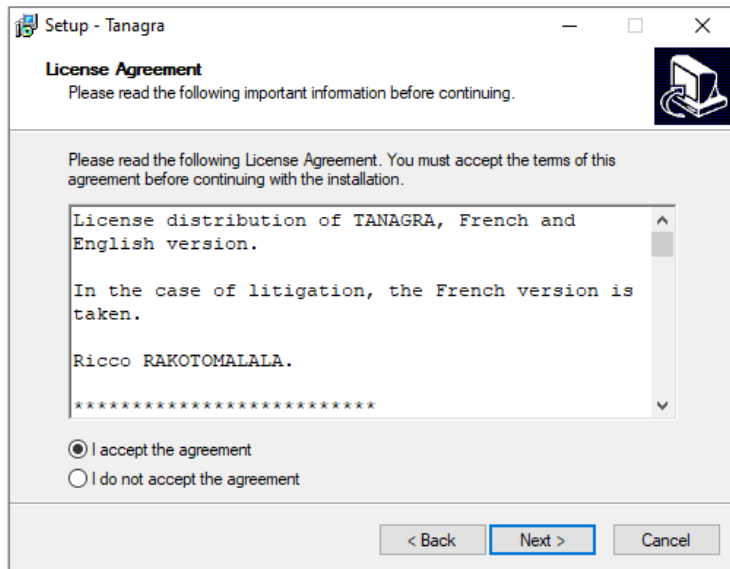 Setup - Tanagra
License Agreement
Please read the following important information before continuing.
Please read the following License Agreement. You must accept the terms of this
agreement before continuing with the installation.
License distribution of TANAGRA, French and
English version.
In the case of litigation, the French version is
taken.
Ricco RAKOTOMALALA.
**************************
I accept the agreement
I do not accept the agreement
< Back
Next >
Cancel